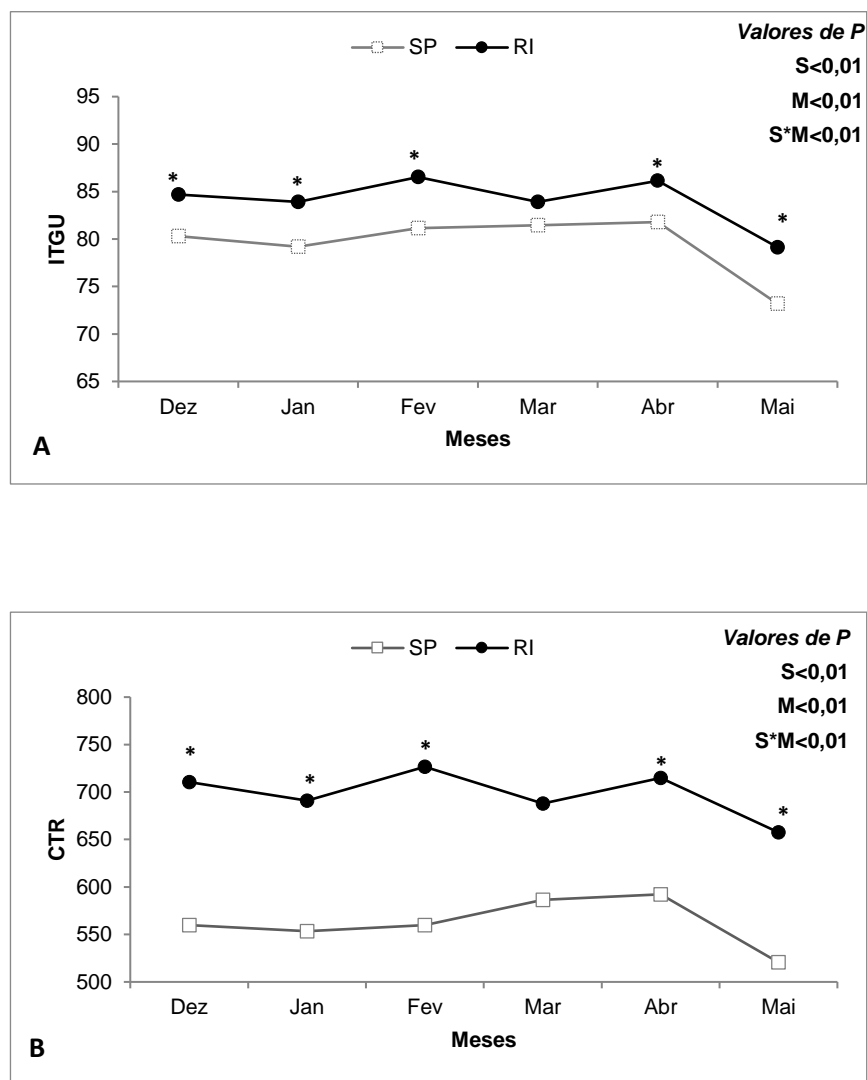 SP RI
Valores de P
S<0,01
M<0,01
S*M<0,01
95
90
85
80
75
70
65
ITGU
* * * * *
Dez Jan Fev Mar Abr Mai
Meses
A
SP RI
Valores de P
S<0,01
M<0,01
S*M<0,01
800
750
700
650
600
550
500
CTR
* * * * *
Dez Jan Fev Mar Abr Mai
Meses
B